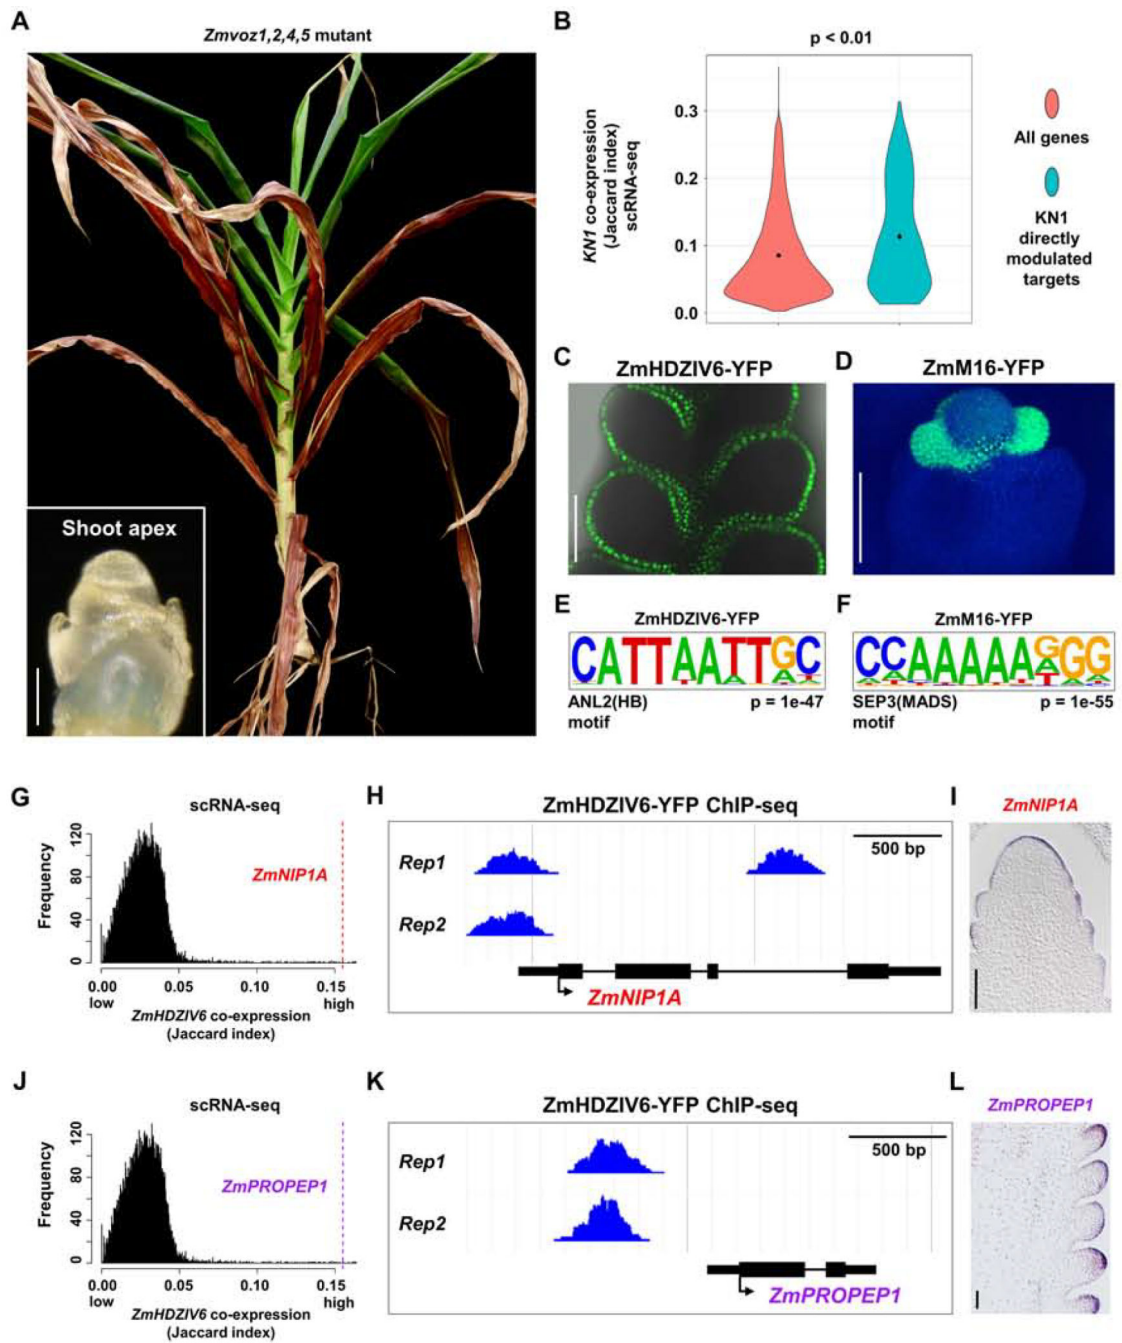 A
Zmvoz1,2,4,5 mutant
Shoot apex
B
p < 0.01
KN1 co-expression
(Jaccard index)
scRNA-seq
0.3
0.2
0.1
0.0
All genes
KN1
directly
modulated
targets
C
ZmHDZIV6-YFP
D
ZmM16-YFP
E
ZmHDZIV6-YFP
CATTAATTGC
ANL2(HB)
motif
p = 1e-47
F
ZmM16-YFP
CCAAAAAGGG
SEP3(MADS)
motif
p = 1e-55
G
scRNA-seq
Frequency
120
80
40
0
ZmNIP1A
0.00
0.05
0.10
0.15
low
high
ZmHDZIV6 co-expression
(Jaccard index)
H
ZmHDZIV6-YFP ChIP-seq
500 bp
Rep1
Rep2
ZmNIP1A
I
ZmNIP1A
J
scRNA-seq
Frequency
120
80
40
0
ZmPROPEP1
0.00
0.05
0.10
0.15
low
high
ZmHDZIV6 co-expression
(Jaccard index)
K
ZmHDZIV6-YFP ChIP-seq
500 bp
Rep1
Rep2
ZmPROPEP1
L
ZmPROPEP1